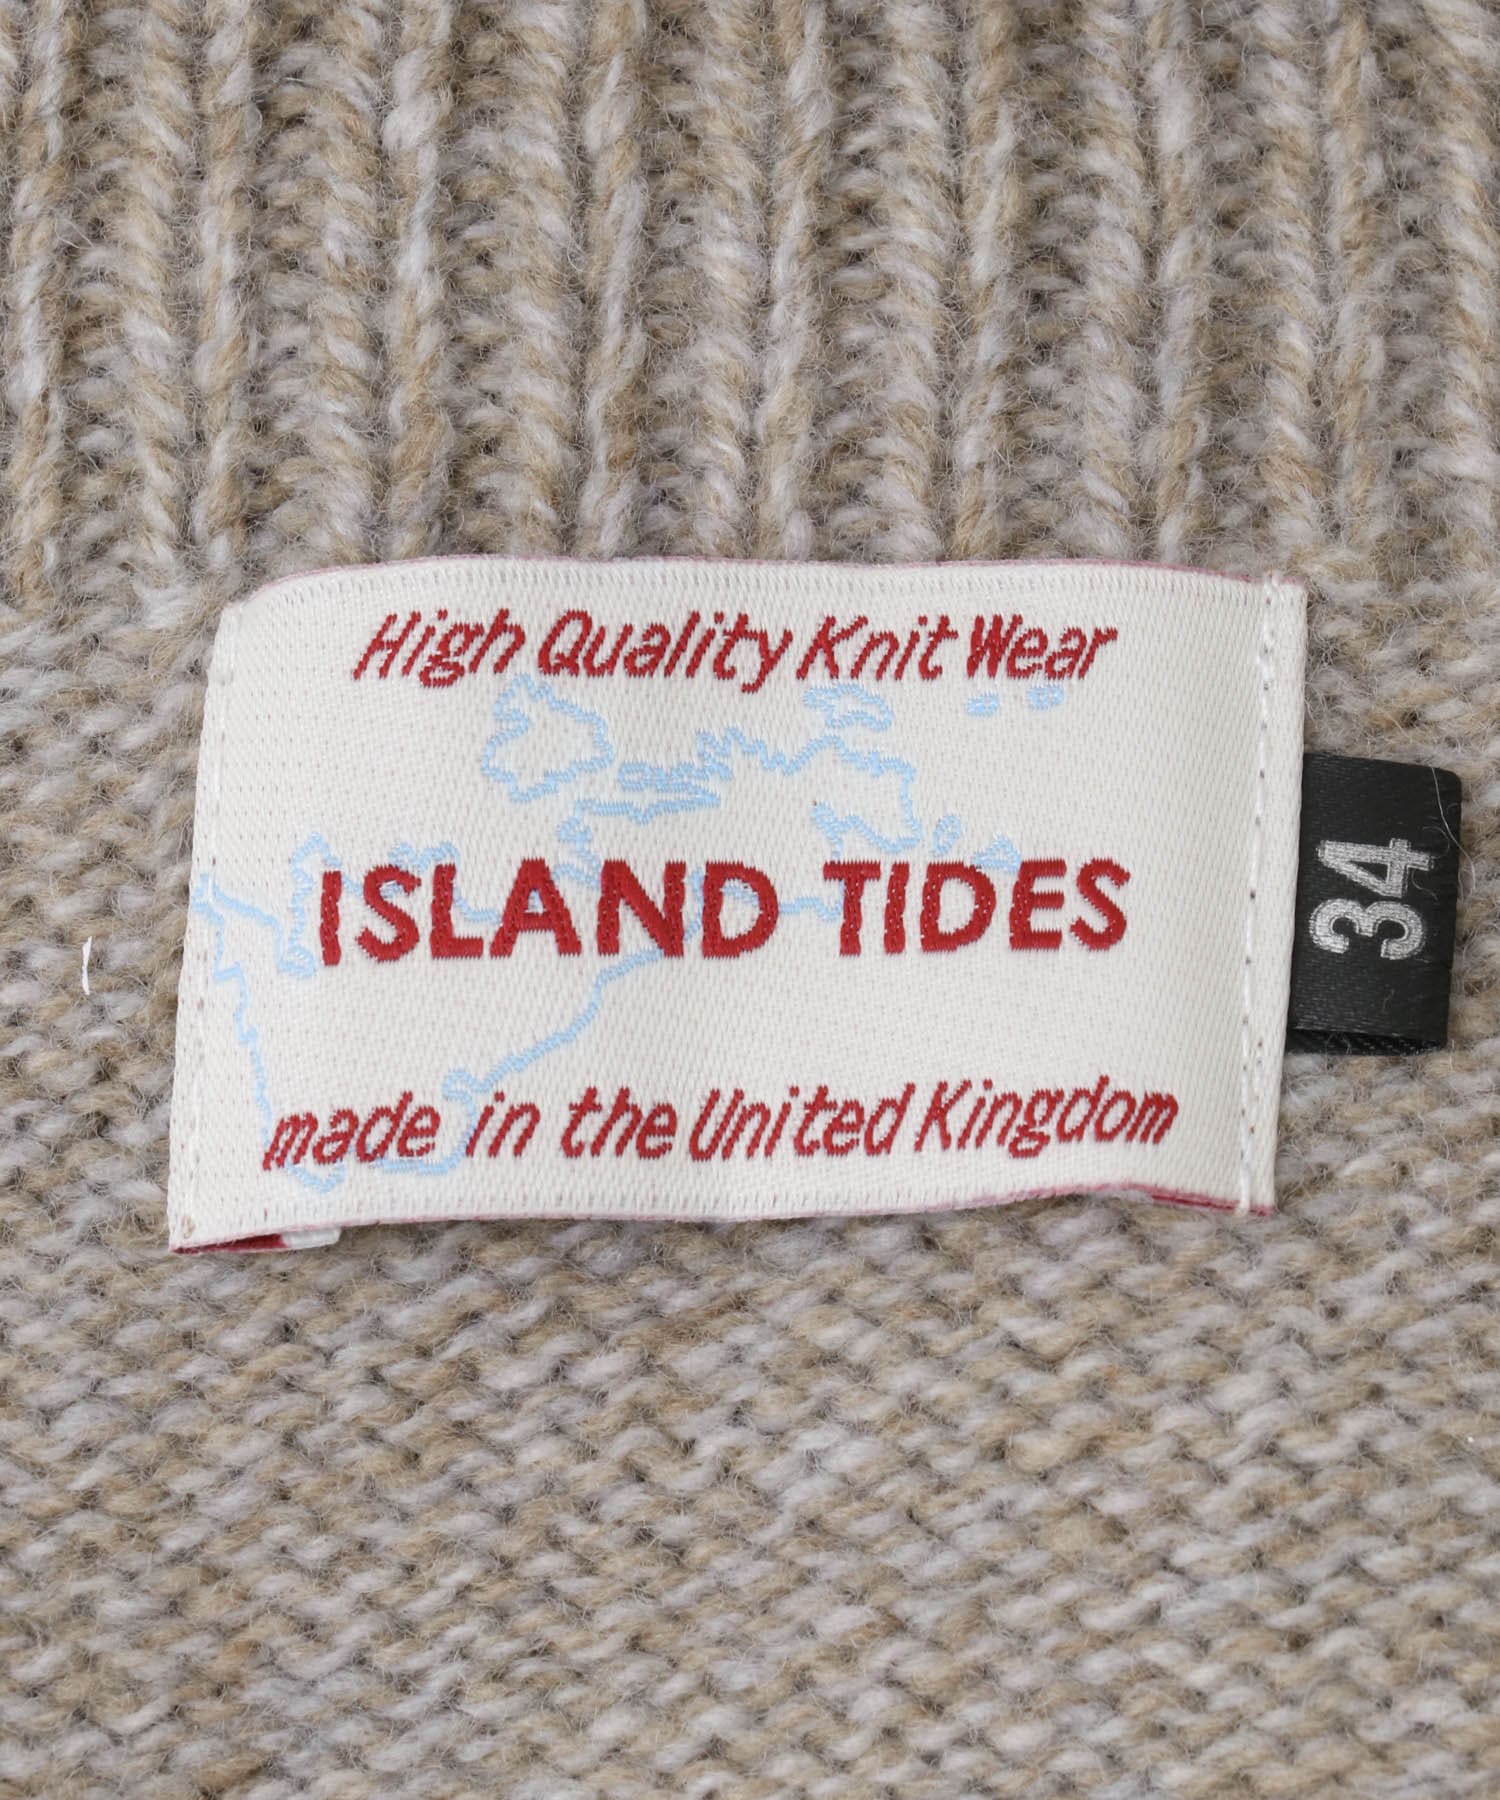 High Quality Knit Wear
ISLAND TIDES
34
made in the United Kingdom